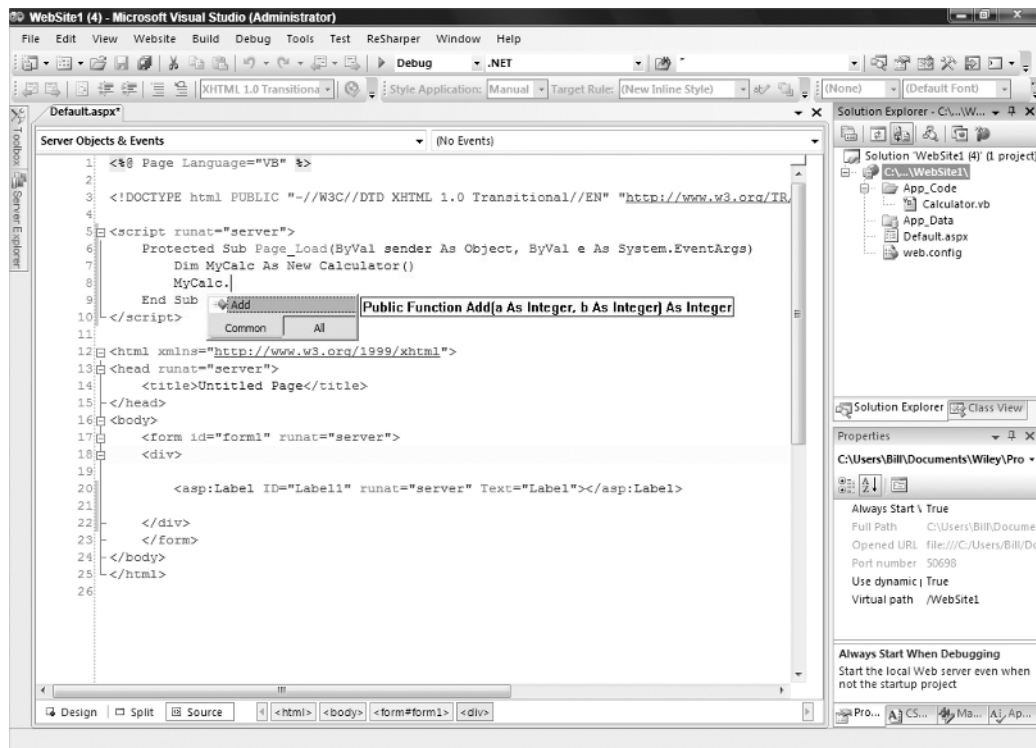 WebSite1 (4) - Microsoft Visual Studio (Administrator)
File Edit View Website Build Debug Tools Test ReSharper Window Help
Debug .NET
XHTML 1.0 Transitiona Style Application: Manual Target Rule: (New Inline Style) (None) (Default Font)
Toolbox
Server Explorer
Default.aspx*
Server Objects & Events (No Events)
1 <%@ Page Language="VB" %>
2
3 <!DOCTYPE html PUBLIC "-//W3C//DTD XHTML 1.0 Transitional//EN" "http://www.w3.org/TR/
4
5 <script runat="server">
6 Protected Sub Page_Load(ByVal sender As Object, ByVal e As System.EventArgs)
7 Dim MyCalc As New Calculator()
8 MyCalc.
9 End Sub
Add
Public Function Add(a As Integer, b As Integer) As Integer
Common All
10 </script>
11
12 <html xmlns="http://www.w3.org/1999/xhtml">
13 <head runat="server">
14 <title>Untitled Page</title>
15 </head>
16 <body>
17 <form id="form1" runat="server">
18 <div>
19
20 <asp:Label ID="Label1" runat="server" Text="Label"></asp:Label>
21
22 </div>
23 </form>
24 </body>
25 </html>
26
Design Split Source <html> <body> <form#form1> <div>
Solution Explorer - C:\...\W...
Solution 'WebSite1 (4)' (1 project)
C:\...\WebSite1\
App_Code
Calculator.vb
App_Data
Default.aspx
web.config
Solution Explorer Class View
Properties
C:\Users\Bill\Documents\Wiley\Pro
Always Start \ True
Full Path C:\Users\Bill\Docume
Opened URL file:///C:/Users/Bill/Do
Port number 50698
Use dynamic | True
Virtual path /WebSite1
Always Start When Debugging
Start the local Web server even when
not the startup project
Pro... CS... Ma... Ap...